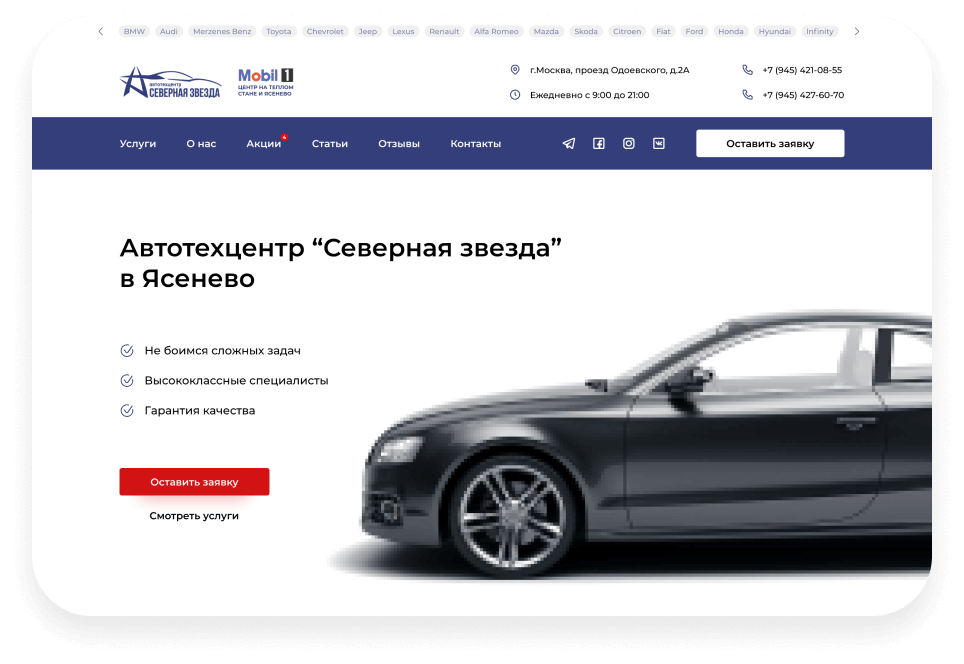 BMW Audi Merzenes Benz Toyota Chevrolet Jeep Lexus Renault Alfa Romeo Mazda Skoda Citroen Fiat Ford Honda Hyundai Infinity
автотехцентр
СЕВЕРНАЯ ЗВЕЗДА
Mobil 1
ЦЕНТР НА ТЕПЛОМ
СТАНЕ И ЯСЕНЕВО
г.Москва, проезд Одоевского, д.2А
+7 (945) 421-08-55
Ежедневно с 9:00 до 21:00
+7 (945) 427-60-70
Услуги О нас Акции 4 Статьи Отзывы Контакты Оставить заявку
Автотехцентр “Северная звезда”
в Ясенево
Не боимся сложных задач
Высококлассные специалисты
Гарантия качества
Оставить заявку
Смотреть услуги